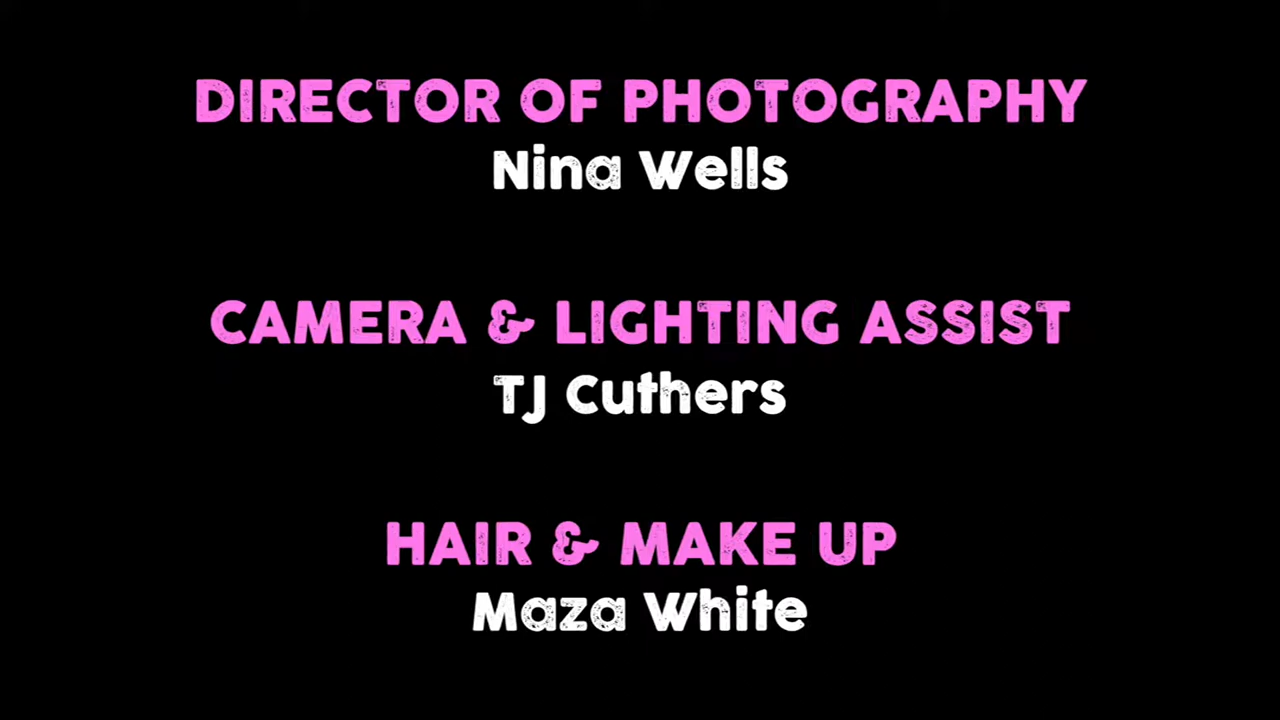 DIRECTOR OF PHOTOGRAPHY
Nina Wells
CAMERA & LIGHTING ASSIST
TJ Cuthers
HAIR & MAKE UP
Maza White